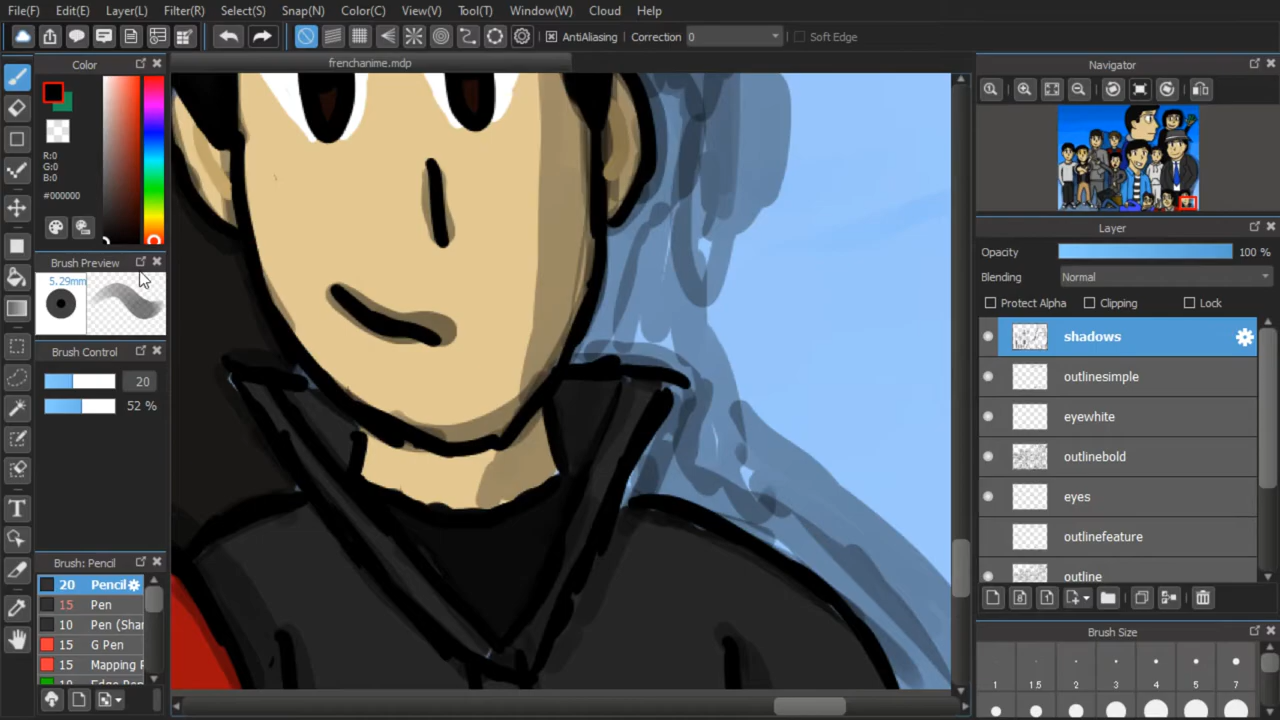 File(F) Edit(E) Layer(L) Filter(R) Select(S) Snap(N) Color(C) View(V) Tool(T) Window(W) Cloud Help
AntiAliasing Correction 0 Soft Edge
Color
frenchanime.mdp
Navigator
R:0
G:0
B:0
#000000
Brush Preview
5.29mm
Brush Control
20
52 %
Layer
Opacity 100 %
Blending Normal
Protect Alpha Clipping Lock
shadows
outlinesimple
eyewhite
outlinebold
eyes
outlinefeature
outline
Brush: Pencil
20 Pencil
15 Pen
10 Pen (Shar
15 G Pen
15 Mapping
Brush Size
1 1.5 2 3 4 5 7